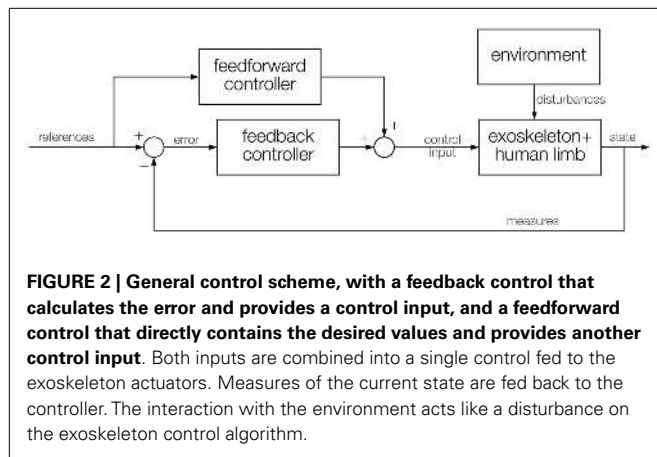 feedforward
controller
environment
disturbances
references
+
−
error
feedback
controller
+
+
control
input
exoskeleton+
human limb
state
measures
FIGURE 2 | General control scheme, with a feedback control that
calculates the error and provides a control input, and a feedforward
control that directly contains the desired values and provides another
control input. Both inputs are combined into a single control fed to the
exoskeleton actuators. Measures of the current state are fed back to the
controller. The interaction with the environment acts like a disturbance on
the exoskeleton control algorithm.